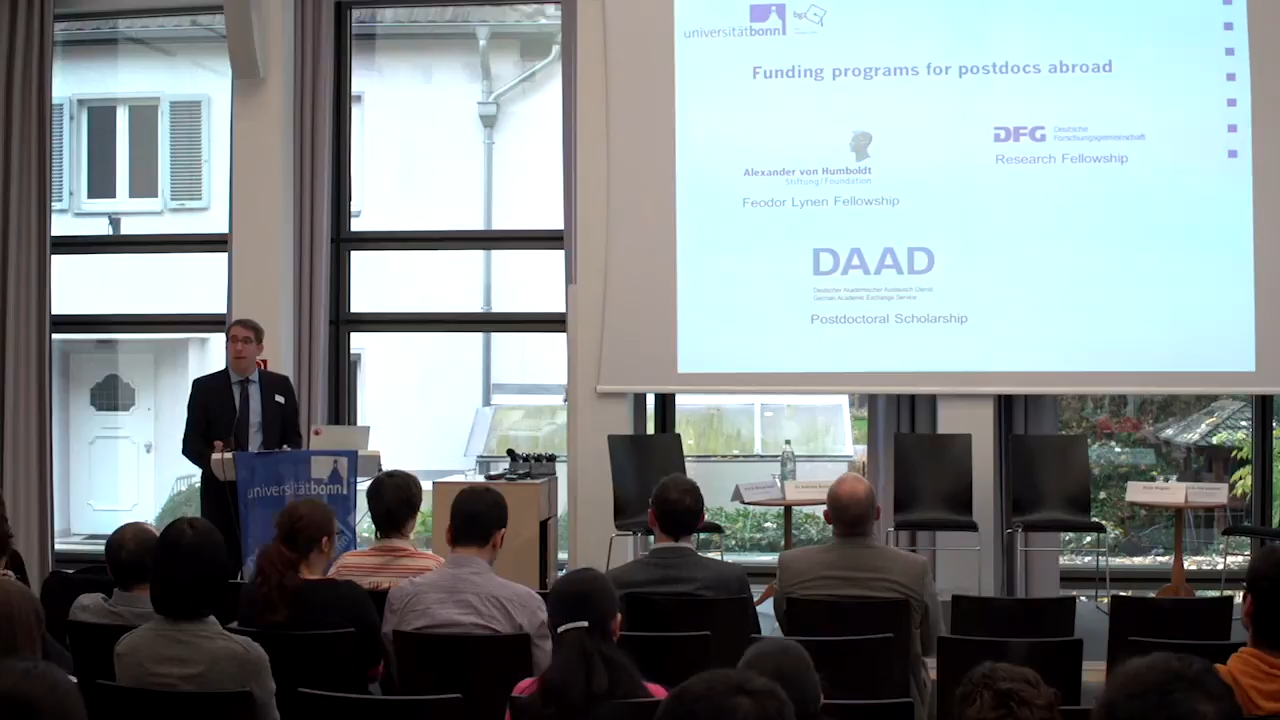 universitätbonn
bgz
Funding programs for postdocs abroad
Alexander von Humboldt
Stiftung/Foundation
Feodor Lynen Fellowship
DFG
Deutsche
Forschungsgemeinschaft
Research Fellowship
DAAD
Deutscher Akademischer Austausch Dienst
German Academic Exchange Service
Postdoctoral Scholarship
universitätbonn